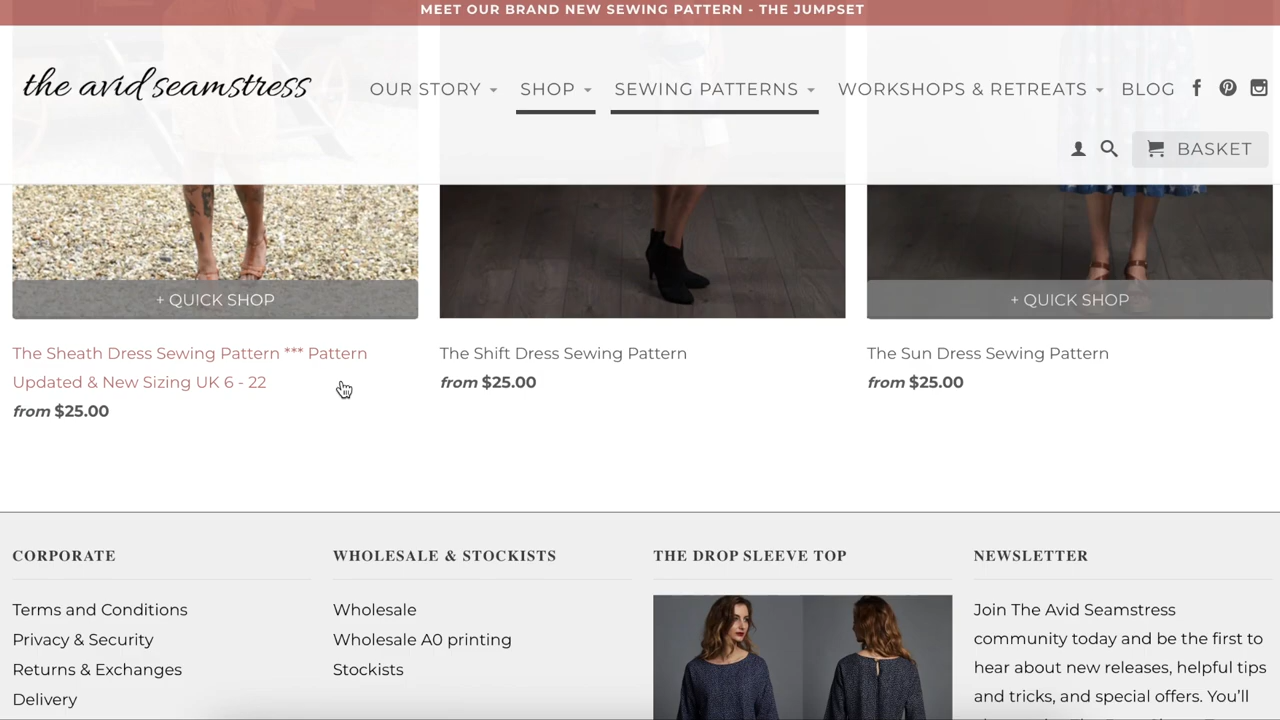 MEET OUR BRAND NEW SEWING PATTERN - THE JUMPSET
the avid seamstress
OUR STORY
SHOP
SEWING PATTERNS
WORKSHOPS & RETREATS
BLOG
BASKET
+ QUICK SHOP
+ QUICK SHOP
The Sheath Dress Sewing Pattern *** Pattern
Updated & New Sizing UK 6 - 22
from $25.00
The Shift Dress Sewing Pattern
from $25.00
The Sun Dress Sewing Pattern
from $25.00
CORPORATE
Terms and Conditions
Privacy & Security
Returns & Exchanges
Delivery
WHOLESALE & STOCKISTS
Wholesale
Wholesale A0 printing
Stockists
THE DROP SLEEVE TOP
NEWSLETTER
Join The Avid Seamstress
community today and be the first to
hear about new releases, helpful tips
and tricks, and special offers. You'll